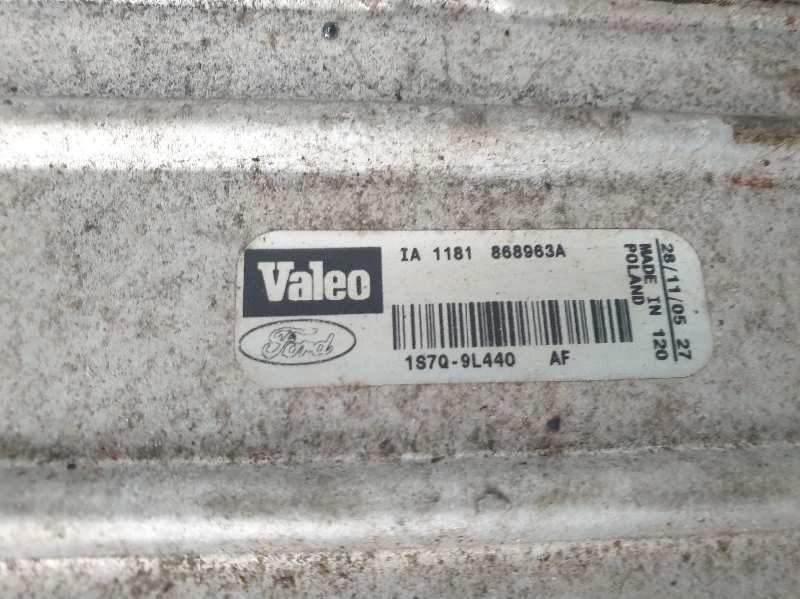 Valeo
IA 1181 868963A
Ford
1S7Q-9L440 AF
28/11/05 27
MADE IN 120
POLAND